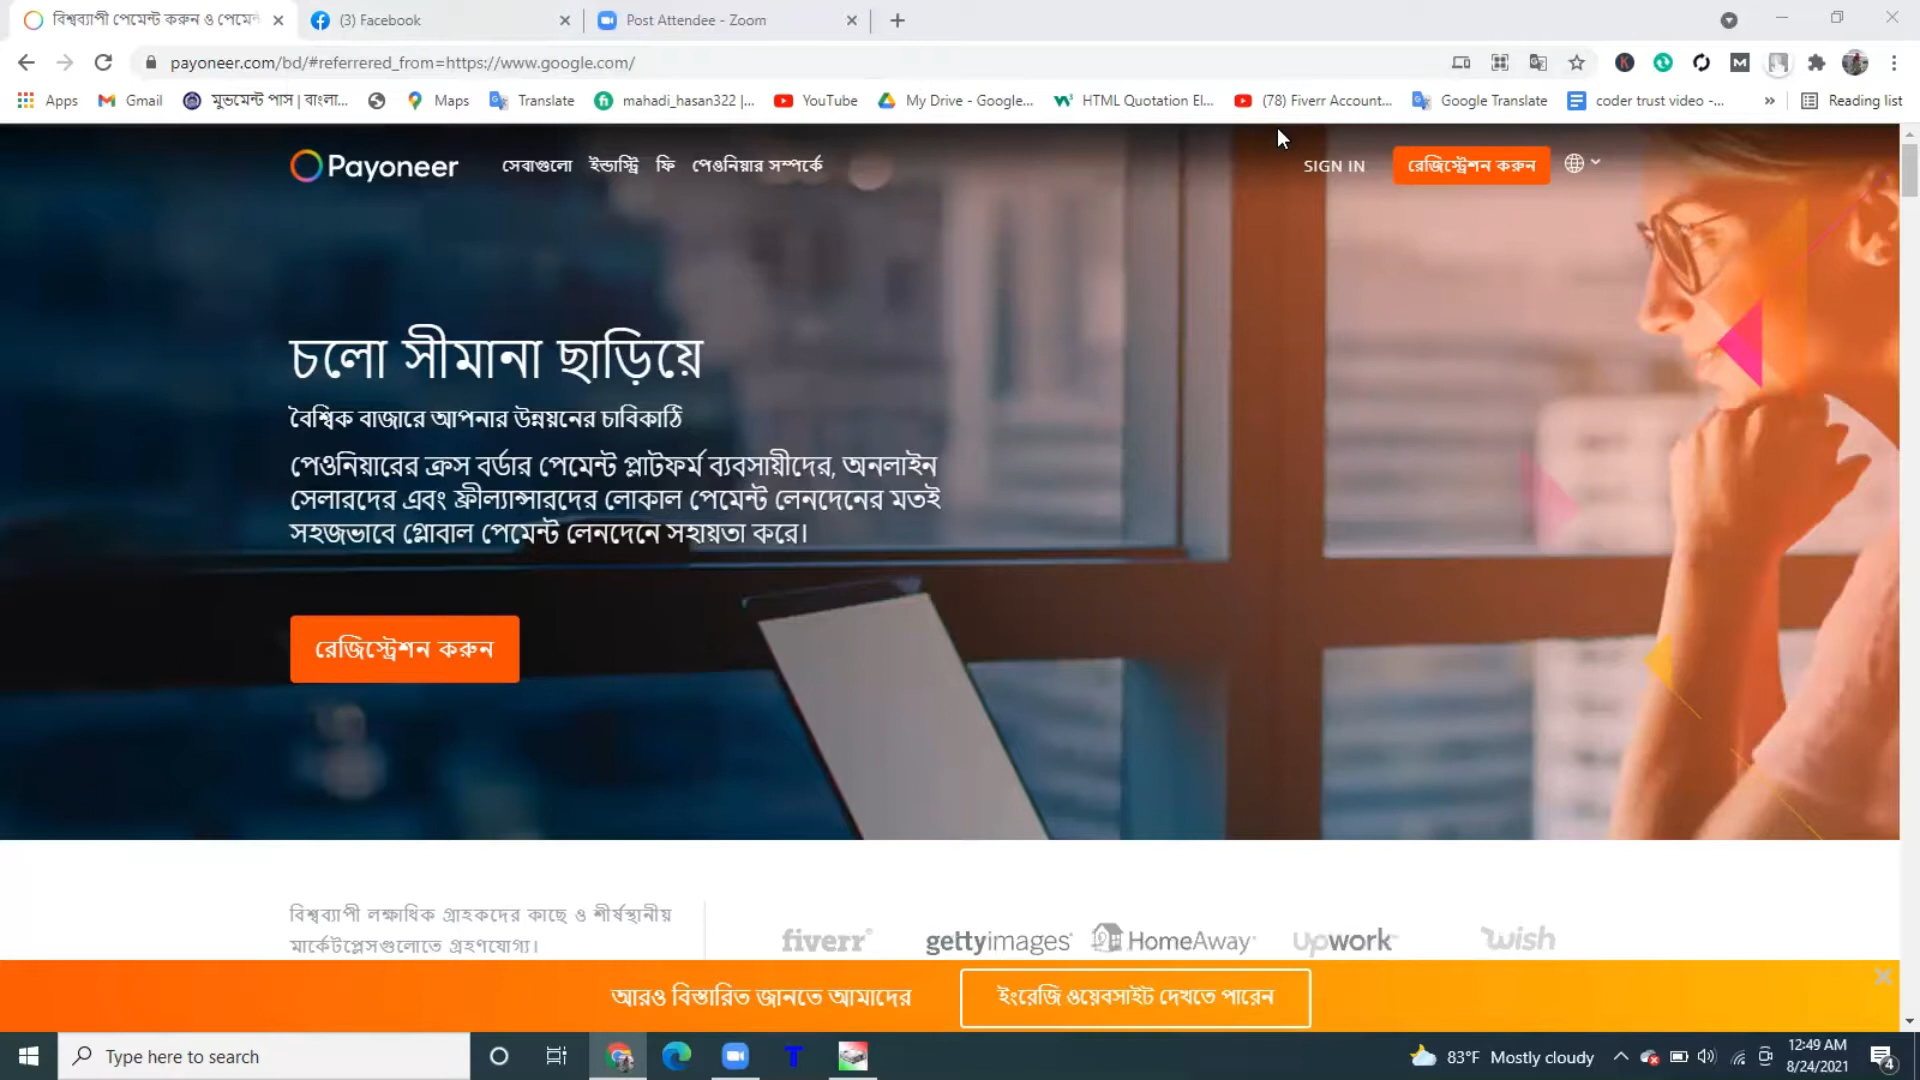 বিশ্বব্যাপী পেমেন্ট করুন ও পেমেন
(3) Facebook
Post Attendee - Zoom
payoneer.com/bd/#referrered_from=https://www.google.com/
Apps
Gmail
মুভমেন্ট পাস | বাংলা...
Maps
Translate
mahadi_hasan322 |...
YouTube
My Drive - Google...
HTML Quotation El...
(78) Fiverr Account...
Google Translate
coder trust video -...
Reading list
Payoneer
সেবাগুলো
ইন্ডাস্ট্রি
ফি
পেওনিয়ার সম্পর্কে
SIGN IN
রেজিস্ট্রেশন করুন
চলো সীমানা ছাড়িয়ে
বৈশ্বিক বাজারে আপনার উন্নয়নের চাবিকাঠি
পেওনিয়ারের ক্রস বর্ডার পেমেন্ট প্লাটফর্ম ব্যবসায়ীদের, অনলাইন
সেলারদের এবং ফ্রীল্যান্সারদের লোকাল পেমেন্ট লেনদেনের মতই
সহজভাবে গ্লোবাল পেমেন্ট লেনদেনে সহায়তা করে।
রেজিস্ট্রেশন করুন
বিশ্বব্যাপী লক্ষাধিক গ্রাহকদের কাছে ও শীর্ষস্থানীয়
মার্কেটপ্লেসগুলোতে গ্রহণযোগ্য।
fiverr
gettyimages
HomeAway
Upwork
wish
আরও বিস্তারিত জানতে আমাদের
ইংরেজি ওয়েবসাইট দেখতে পারেন
Type here to search
83°F Mostly cloudy
12:49 AM
8/24/2021
4